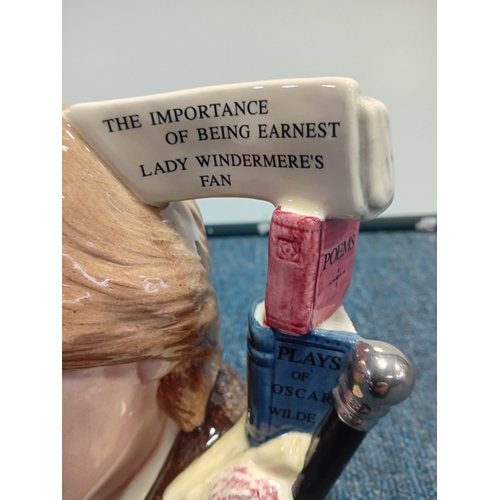 THE IMPORTANCE
OF BEING EARNEST
LADY WINDERMERE'S
FAN
POEMS
PLAYS
OF
OSCAR
WILDE